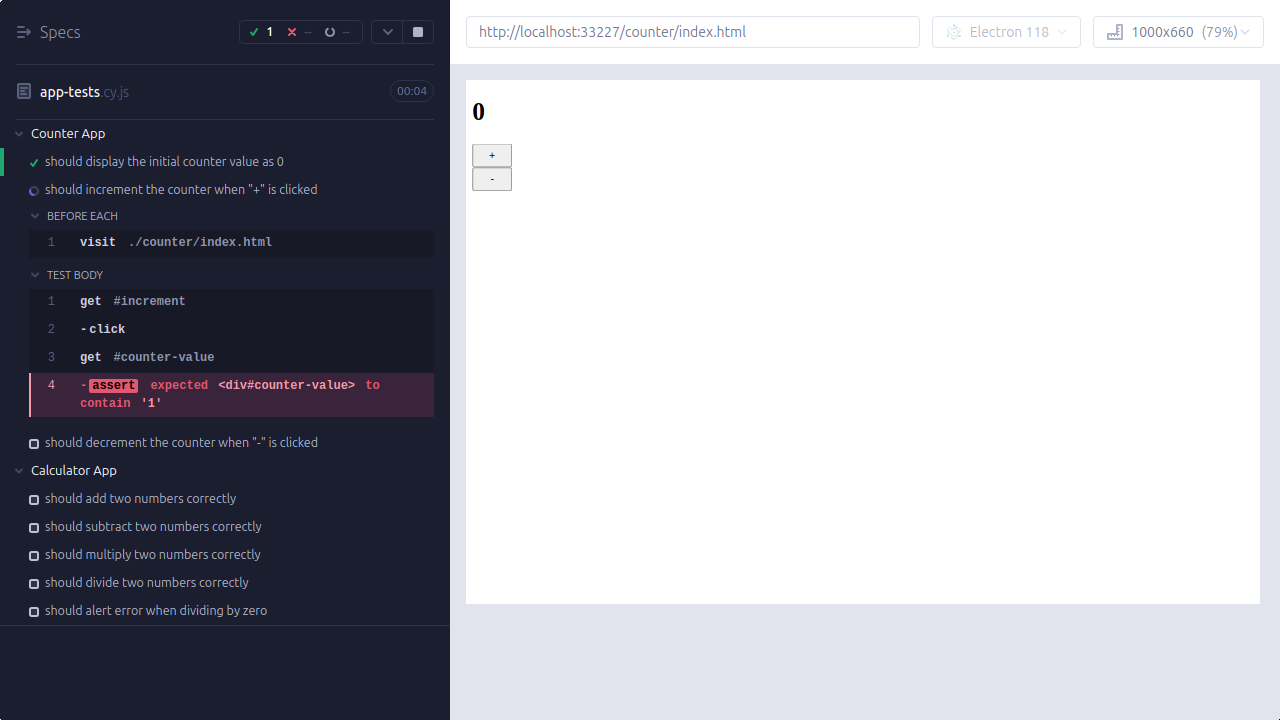 Specs
1 -- --
app-tests.cy.js 00:04
Counter App
should display the initial counter value as 0
should increment the counter when "+" is clicked
BEFORE EACH
1 visit ./counter/index.html
TEST BODY
1 get #increment
2 -click
3 get #counter-value
4 -assert expected <div#counter-value> to
contain '1'
should decrement the counter when "-" is clicked
Calculator App
should add two numbers correctly
should subtract two numbers correctly
should multiply two numbers correctly
should divide two numbers correctly
should alert error when dividing by zero
http://localhost:33227/counter/index.html
Electron 118
1000x660 (79%)
0
+
-